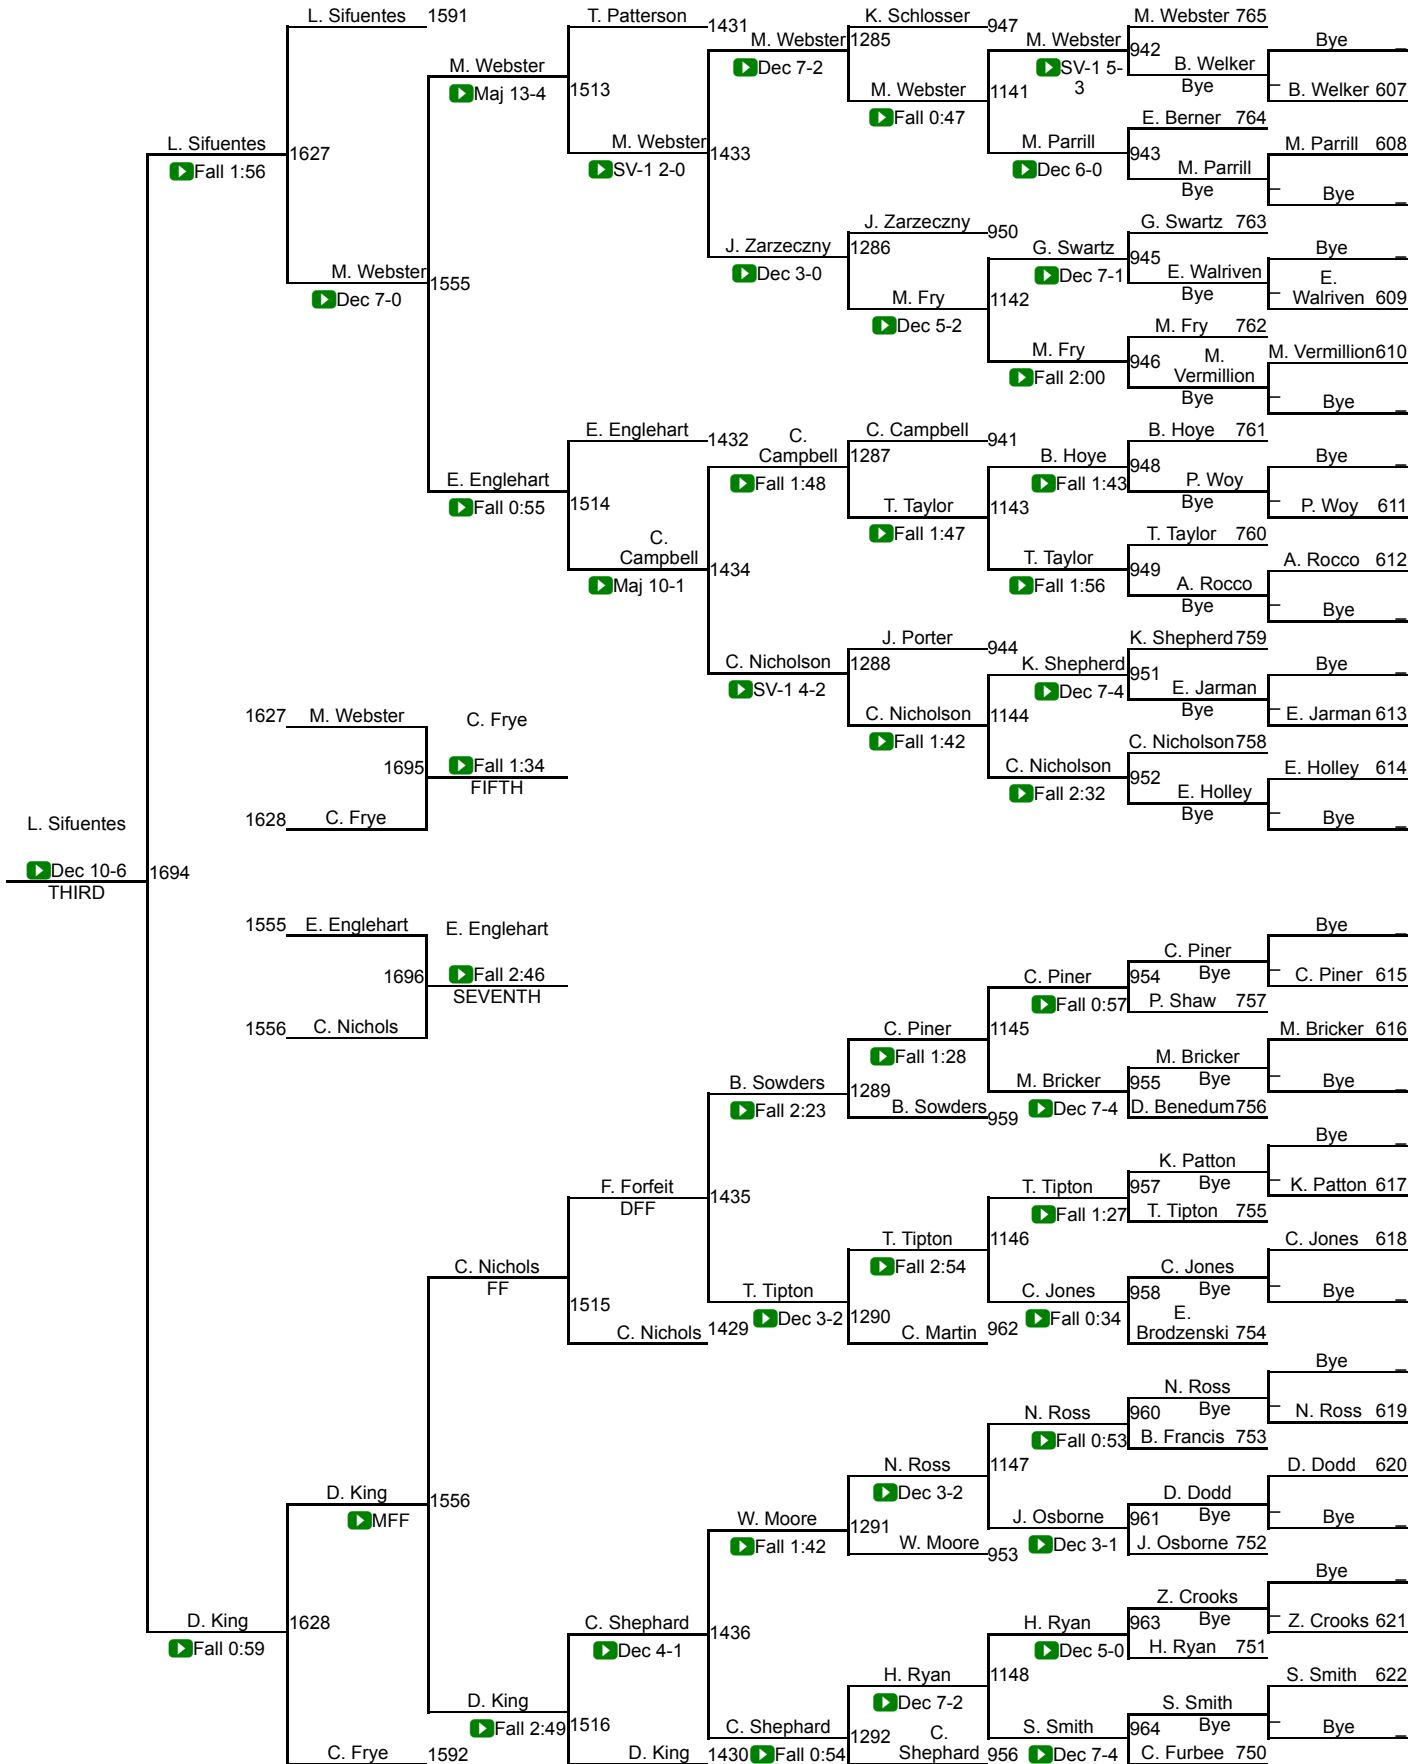 L. Sifuentes 1591 T. Patterson 1431 K. Schlosser 947 M. Webster 765
M. Webster 1285 M. Webster 942 Bye _
Dec 7-2 SV-1 5-3 B. Welker
M. Webster 1513 Bye _ B. Welker 607
Maj 13-4 M. Webster 1141
Fall 0:47 E. Berner 764
L. Sifuentes 1627 M. Webster 1433 M. Parrill 943 M. Parrill 608
Fall 1:56 SV-1 2-0 Dec 6-0 M. Parrill
Bye _ Bye _
J. Zarzeczny 950 G. Swartz 763
J. Zarzeczny 1286 G. Swartz 945 Bye _
Dec 3-0 Dec 7-1 E. Walriven
M. Webster 1555 Bye _ E. Walriven 609
Dec 7-0 M. Fry 1142
Dec 5-2 M. Fry 762
M. Fry 946 M. Vermillion M. Vermillion 610
Fall 2:00 Bye _ Bye _
E. Englehart 1432 C. Campbell 941 B. Hoye 761
C. Campbell 1287 B. Hoye 948 Bye _
Fall 1:48 Fall 1:43 P. Woy
E. Englehart 1514 Bye _ P. Woy 611
Fall 0:55 T. Taylor 1143
Fall 1:47 T. Taylor 760
C. Campbell 1434 T. Taylor 949 A. Rocco 612
Maj 10-1 Fall 1:56 A. Rocco
Bye _ Bye _
J. Porter 944 K. Shepherd 759
C. Nicholson 1288 K. Shepherd 951 Bye _
SV-1 4-2 Dec 7-4 E. Jarman
Bye _ E. Jarman 613
1627 M. Webster C. Frye C. Nicholson 1144
Fall 1:42 C. Nicholson 758
1695 Fall 1:34 C. Nicholson 952 E. Holley 614
FIFTH Fall 2:32 E. Holley
1628 C. Frye Bye _ Bye _
L. Sifuentes
Dec 10-6 1694
THIRD
1555 E. Englehart E. Englehart Bye _
C. Piner
1696 Fall 2:46 C. Piner 954 Bye _ C. Piner 615
SEVENTH Fall 0:57 P. Shaw 757
1556 C. Nichols C. Piner 1145 M. Bricker 616
Fall 1:28 M. Bricker
B. Sowders 1289 M. Bricker 955 Bye _ Bye _
Fall 2:23 B. Sowders 959 Dec 7-4 D. Benedum 756
Bye _
K. Patton
F. Forfeit 1435 T. Tipton 957 Bye _ K. Patton 617
DFF Fall 1:27 T. Tipton 755
T. Tipton 1146 C. Jones 618
C. Nichols Fall 2:54 C. Jones
FF T. Tipton 1290 C. Jones 958 Bye _ Bye _
1515 Dec 3-2 Fall 0:34 E. Brodzenski 754
C. Nichols 1429 C. Martin 962
Bye _
N. Ross
N. Ross 960 Bye _ N. Ross 619
Fall 0:53 B. Francis 753
N. Ross 1147 D. Dodd 620
D. King 1556 Dec 3-2 D. Dodd
MFF W. Moore 1291 J. Osborne 961 Bye _ Bye _
Fall 1:42 W. Moore 953 Dec 3-1 J. Osborne 752
Bye _
Z. Crooks
D. King 1628 C. Shephard 1436 H. Ryan 963 Bye _ Z. Crooks 621
Fall 0:59 Dec 4-1 Dec 5-0 H. Ryan 751
H. Ryan 1148 S. Smith 622
D. King Dec 7-2 S. Smith
Fall 2:49 1516 C. Shephard 1292 S. Smith 964 Bye _ Bye _
C. Frye 1592 D. King 1430 Fall 0:54 C. Shephard 956 Dec 7-4 C. Furbee 750